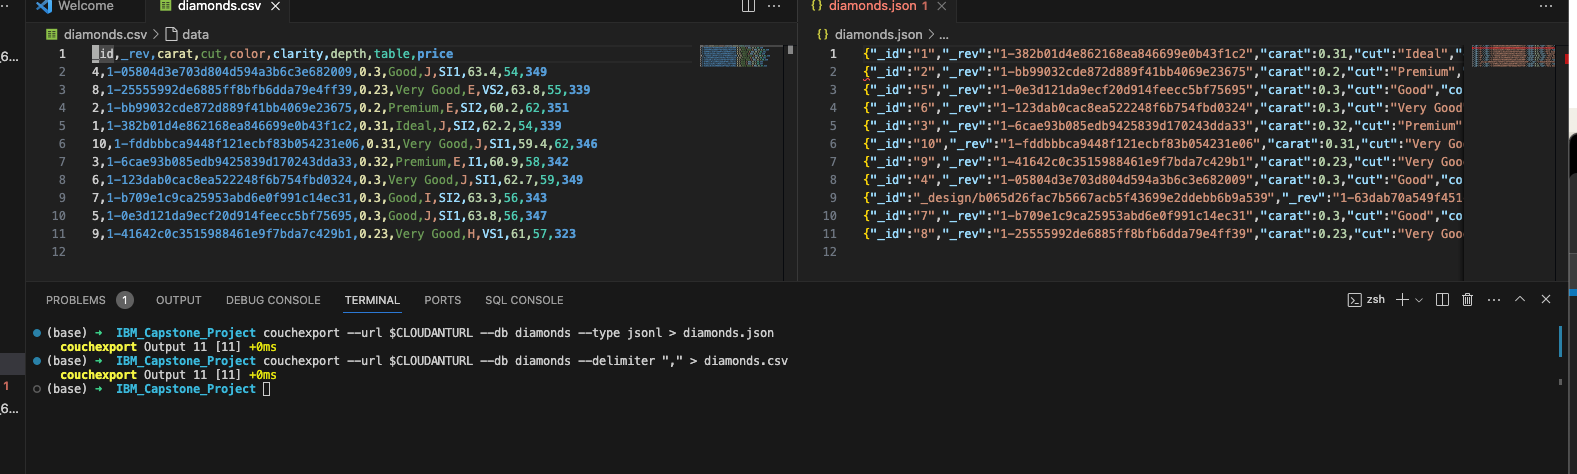 Welcome
diamonds.csv
diamonds.json 1
diamonds.csv > data
1 _id,_rev,carat,cut,color,clarity,depth,table,price
2 4,1-05804d3e703d804d594a3b6c3e682009,0.3,Good,J,SI1,63.4,54,349
3 8,1-25555992de6885ff8bfb6dda79e4ff39,0.23,Very Good,E,VS2,63.8,55,339
4 2,1-bb99032cde872d889f41bb4069e23675,0.2,Premium,E,SI2,60.2,62,351
5 1,1-382b01d4e862168ea846699e0b43f1c2,0.31,Ideal,J,SI2,62.2,54,339
6 10,1-fddbbbca9448f121ecbf83b054231e06,0.31,Very Good,J,SI1,59.4,62,346
7 3,1-6cae93b085edb9425839d170243dda33,0.32,Premium,E,I1,60.9,58,342
8 6,1-123dab0cac8ea522248f6b754fbd0324,0.3,Very Good,J,SI1,62.7,59,349
9 7,1-b709e1c9ca25953abd6e0f991c14ec31,0.3,Good,I,SI2,63.3,56,343
10 5,1-0e3d121da9ecf20d914feecc5bf75695,0.3,Good,J,SI1,63.8,56,347
11 9,1-41642c0c3515988461e9f7bda7c429b1,0.23,Very Good,H,VS1,61,57,323
12
diamonds.json > ...
1 {"_id":"1","_rev":"1-382b01d4e862168ea846699e0b43f1c2","carat":0.31,"cut":"Ideal","
2 {"_id":"2","_rev":"1-bb99032cde872d889f41bb4069e23675","carat":0.2,"cut":"Premium",
3 {"_id":"5","_rev":"1-0e3d121da9ecf20d914feecc5bf75695","carat":0.3,"cut":"Good","co
4 {"_id":"6","_rev":"1-123dab0cac8ea522248f6b754fbd0324","carat":0.3,"cut":"Very Good
5 {"_id":"3","_rev":"1-6cae93b085edb9425839d170243dda33","carat":0.32,"cut":"Premium"
6 {"_id":"10","_rev":"1-fddbbbca9448f121ecbf83b054231e06","carat":0.31,"cut":"Very Go
7 {"_id":"9","_rev":"1-41642c0c3515988461e9f7bda7c429b1","carat":0.23,"cut":"Very Goo
8 {"_id":"4","_rev":"1-05804d3e703d804d594a3b6c3e682009","carat":0.3,"cut":"Good","co
9 {"_id":"_design/b065d26fac7b5667acb5f43699e2ddebb6b9a539","_rev":"1-63dab70a549f451
10 {"_id":"7","_rev":"1-b709e1c9ca25953abd6e0f991c14ec31","carat":0.3,"cut":"Good","co
11 {"_id":"8","_rev":"1-25555992de6885ff8bfb6dda79e4ff39","carat":0.23,"cut":"Very Goo
12
_6...
1
_6...
PROBLEMS 1 OUTPUT DEBUG CONSOLE TERMINAL PORTS SQL CONSOLE
zsh
(base) ➜ IBM_Capstone_Project couchexport --url $CLOUDANTURL --db diamonds --type jsonl > diamonds.json
couchexport Output 11 [11] +0ms
(base) ➜ IBM_Capstone_Project couchexport --url $CLOUDANTURL --db diamonds --delimiter "," > diamonds.csv
couchexport Output 11 [11] +0ms
(base) ➜ IBM_Capstone_Project